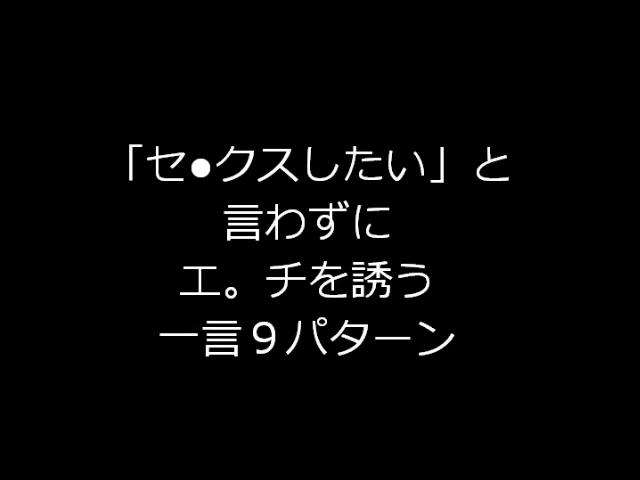 「セ●クスしたい」と
言わずに
エ。チを誘う
一言９パターン